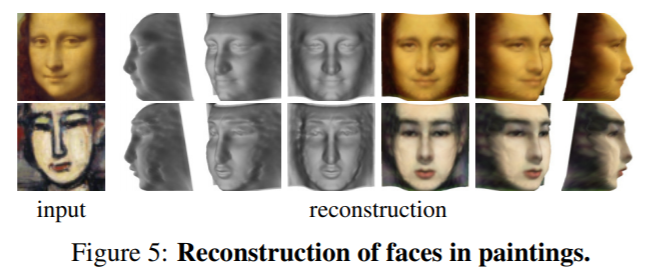 input
reconstruction
Figure 5: Reconstruction of faces in paintings.